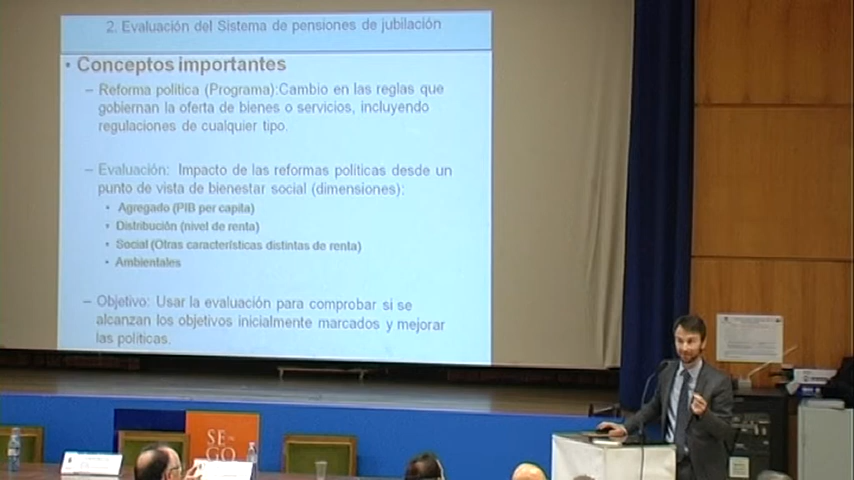 2. Evaluación del Sistema de pensiones de jubilación
• Conceptos importantes
– Reforma política (Programa):Cambio en las reglas que
gobiernan la oferta de bienes o servicios, incluyendo
regulaciones de cualquier tipo.
– Evaluación: Impacto de las reformas políticas desde un
punto de vista de bienestar social (dimensiones):
• Agregado (PIB per capita)
• Distribución (nivel de renta)
• Social (Otras características distintas de renta)
• Ambientales
– Objetivo: Usar la evaluación para comprobar si se
alcanzan los objetivos inicialmente marcados y mejorar
las políticas.
SE
GO